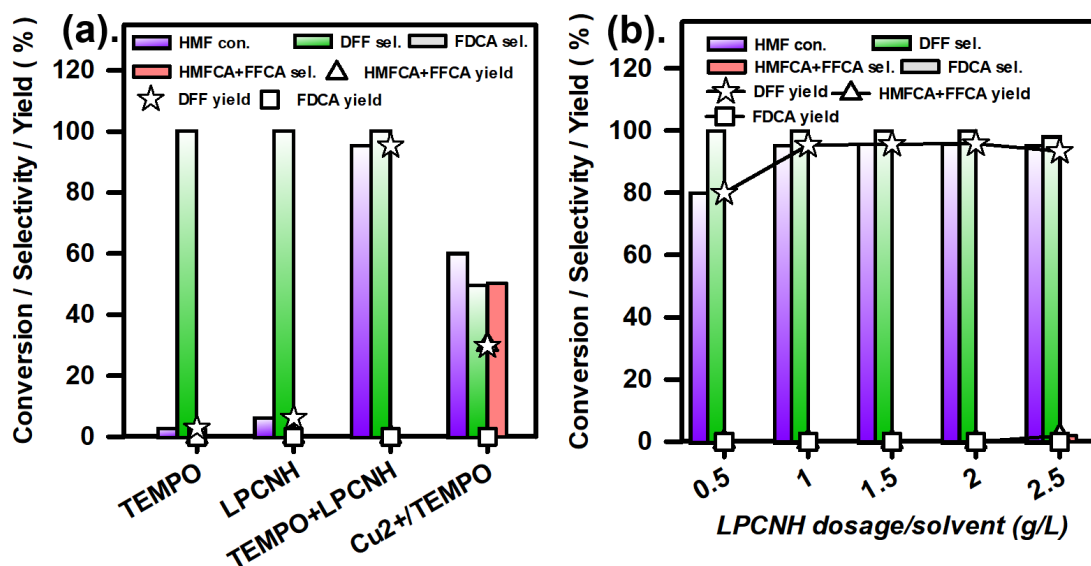 (a).
HMF con. DFF sel. FDCA sel.
HMFCA+FFCA sel. HMFCA+FFCA yield
DFF yield FDCA yield
Conversion / Selectivity / Yield ( % )
120
100
80
60
40
20
0
TEMPO LPCNH TEMPO+LPCNH Cu2+/TEMPO
(b).
HMF con. DFF sel.
HMFCA+FFCA sel. FDCA sel.
DFF yield HMFCA+FFCA yield
FDCA yield
Conversion / Selectivity / Yield ( % )
120
100
80
60
40
20
0
0.5 1 1.5 2 2.5
LPCNH dosage/solvent (g/L)